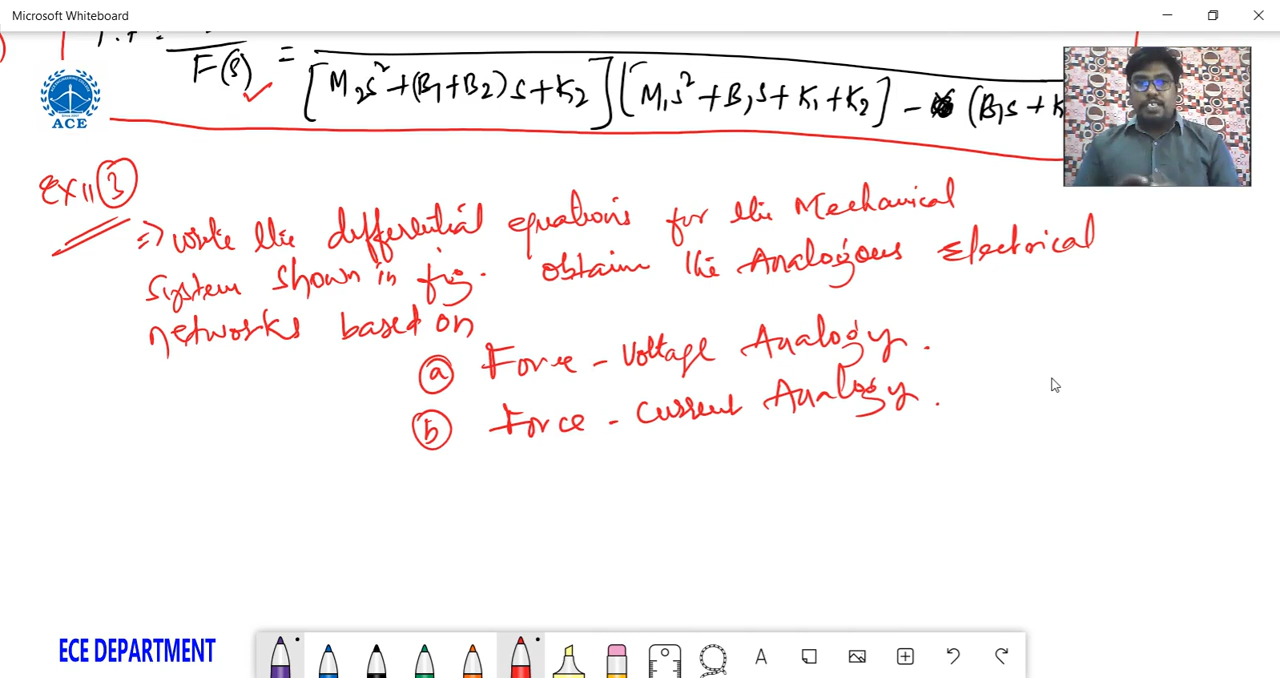 Microsoft Whiteboard
F(s) =
[M₂s² + (B₁ + B₂) s + K₂] [M₁s² + B₁s + K₁ + K₂] - (B₁s + K
ACE
Ex 11 3
=> write the differential equations for the Mechanical
System shown in fig. obtain the Analogous Electrical
networks based on
a Force - Voltage Analogy.
b Force - Current Analogy.
ECE DEPARTMENT
A